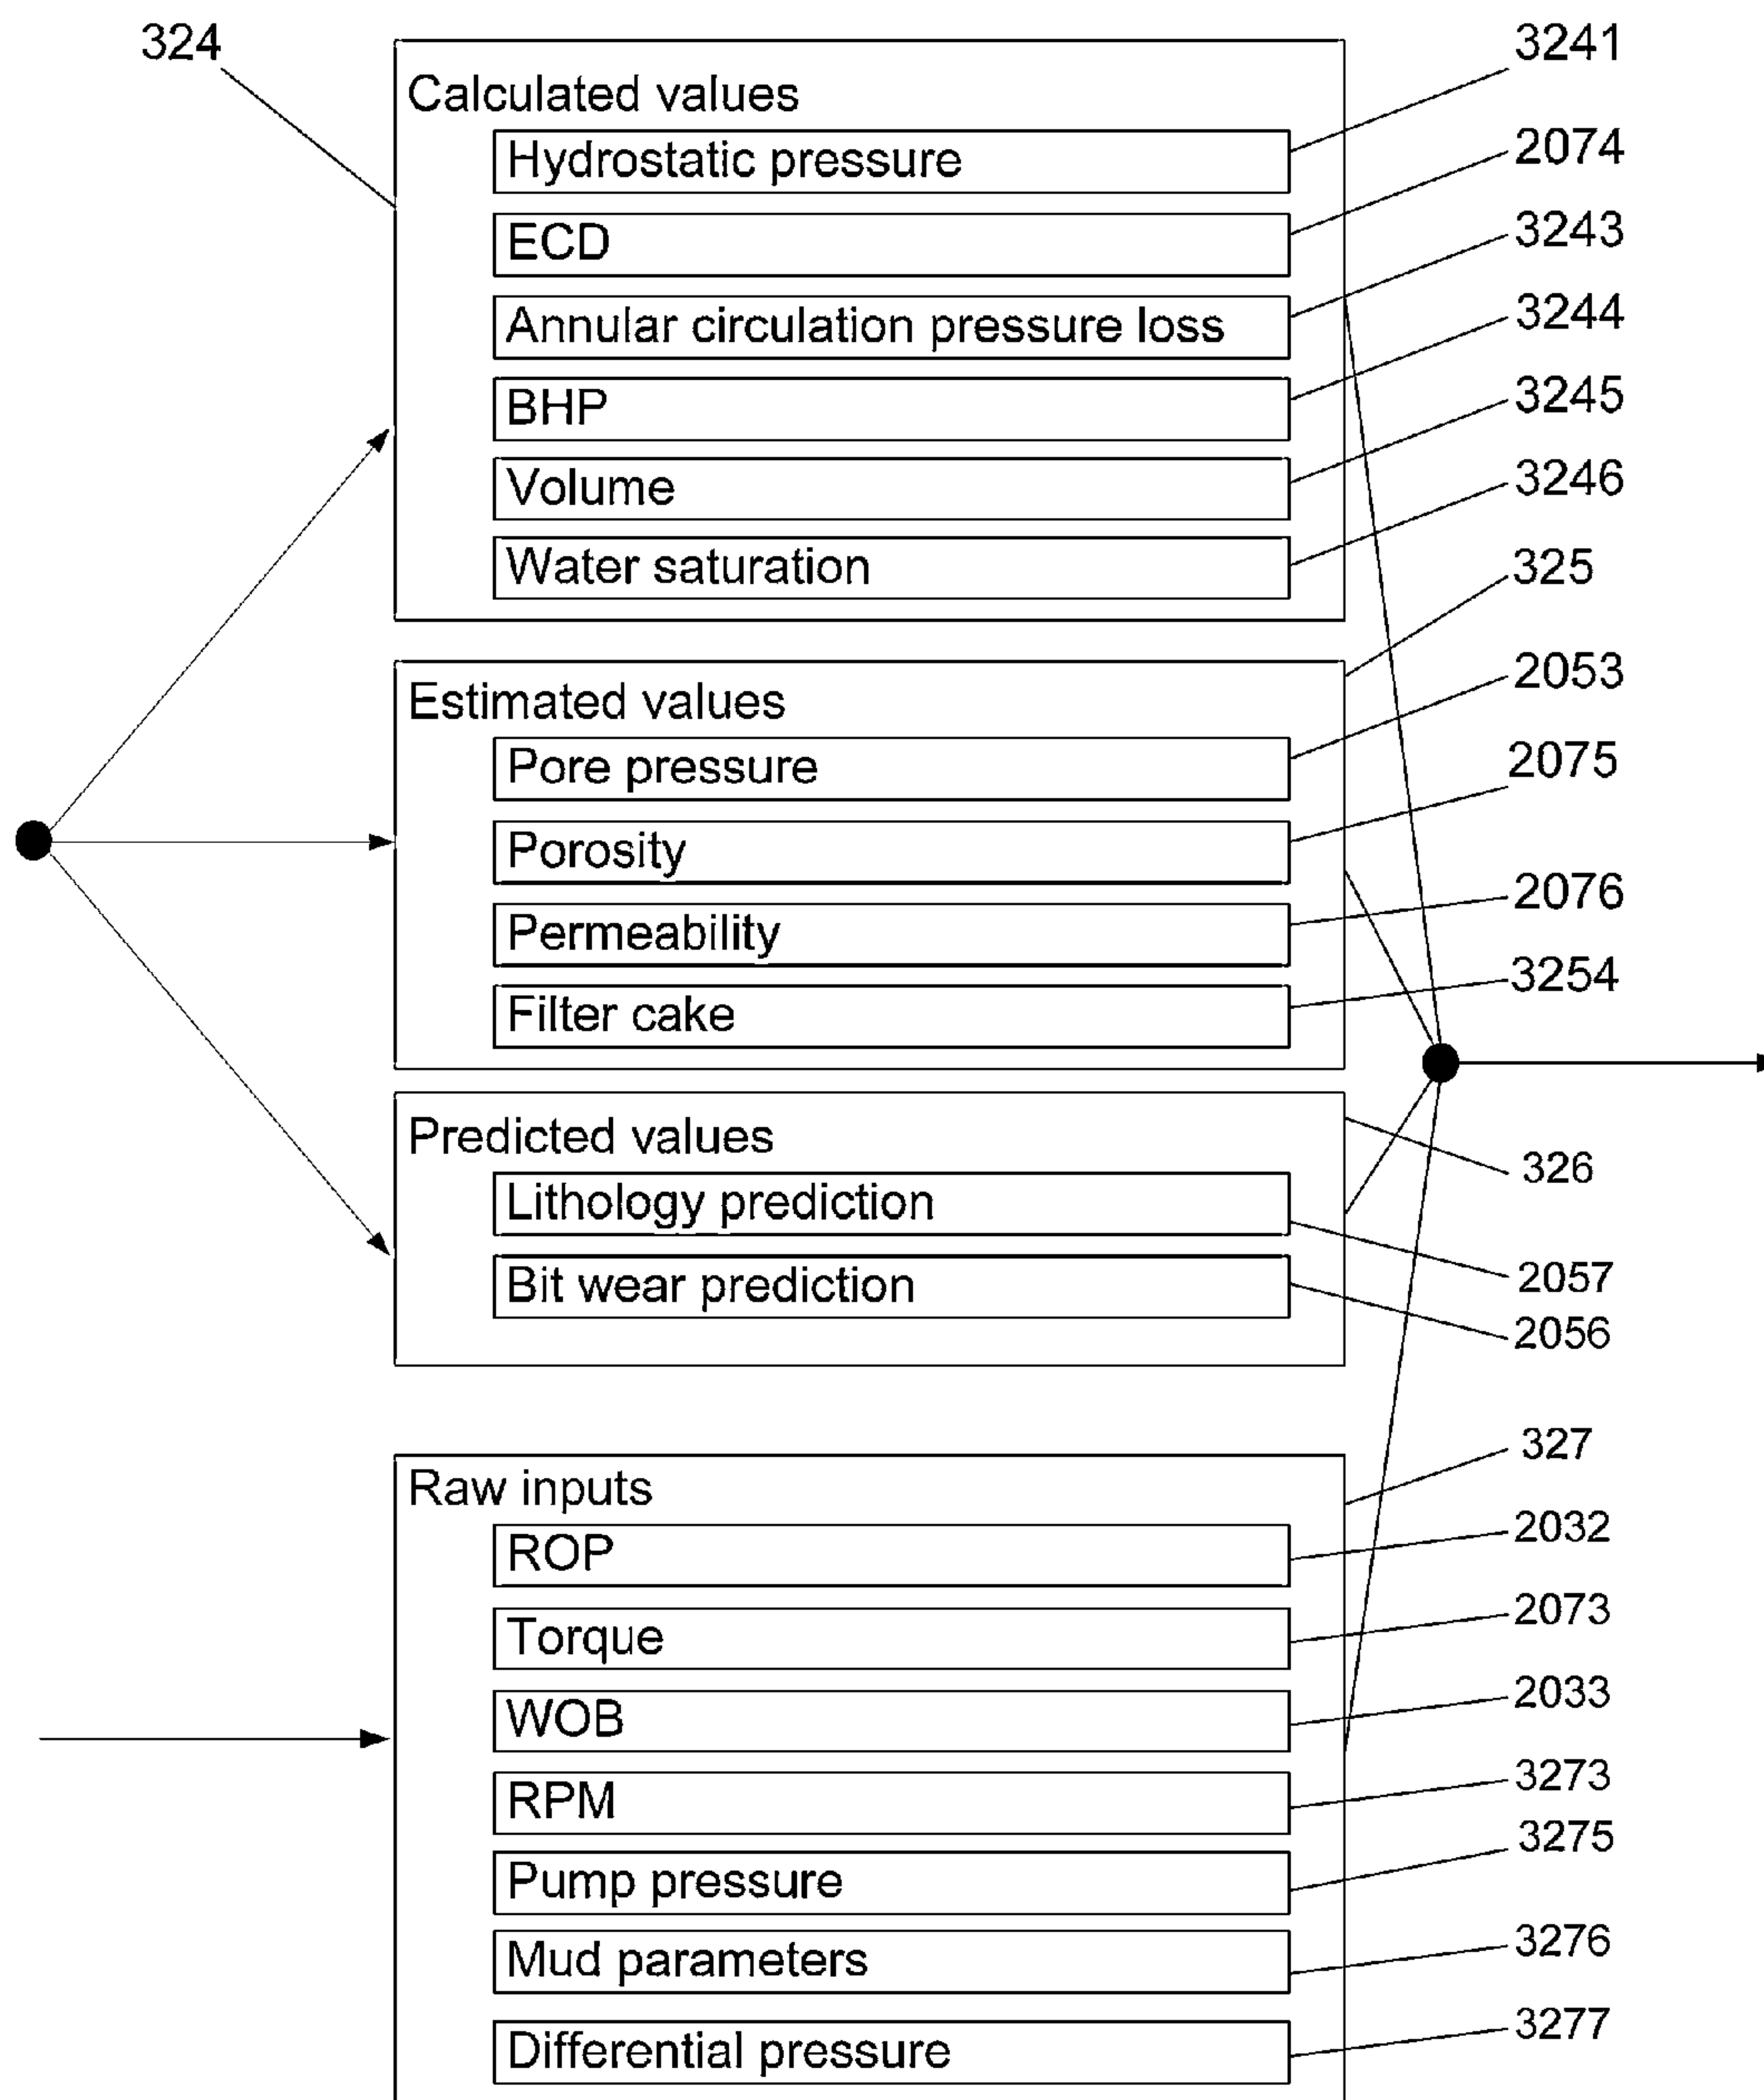 324
3241
Calculated values
Hydrostatic pressure
2074
ECD
3243
Annular circulation pressure loss
3244
BHP
3245
Volume
3246
Water saturation
325
Estimated values
2053
Pore pressure
2075
Porosity
2076
Permeability
3254
Filter cake
Predicted values
326
Lithology prediction
2057
Bit wear prediction
2056
327
Raw inputs
2032
ROP
2073
Torque
2033
WOB
3273
RPM
3275
Pump pressure
3276
Mud parameters
3277
Differential pressure